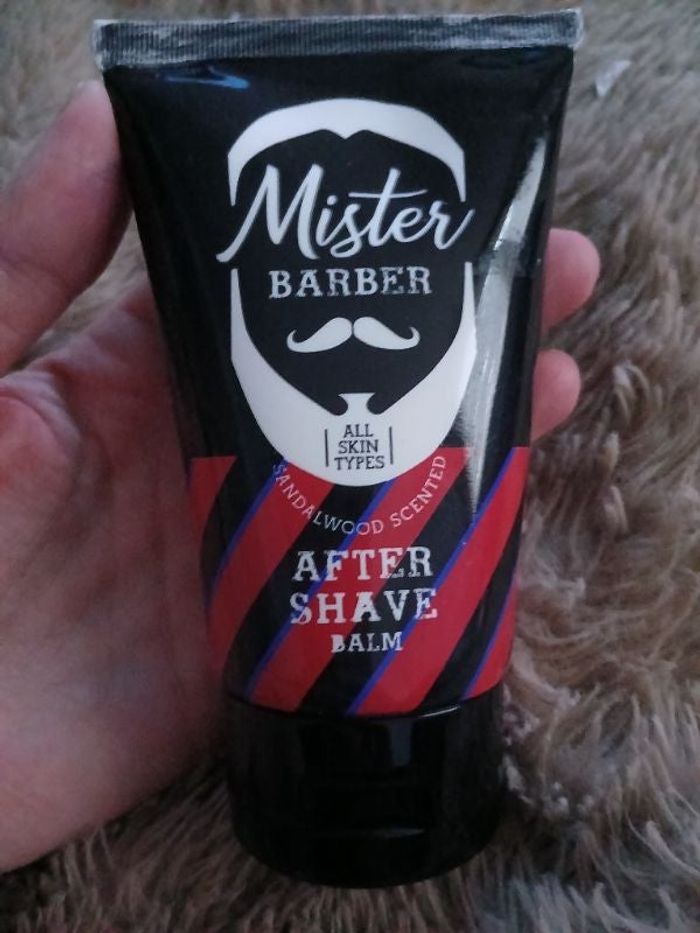 Mister
BARBER
ALL
SKIN
TYPES
SANDALWOOD SCENTED
AFTER
SHAVE
BALM